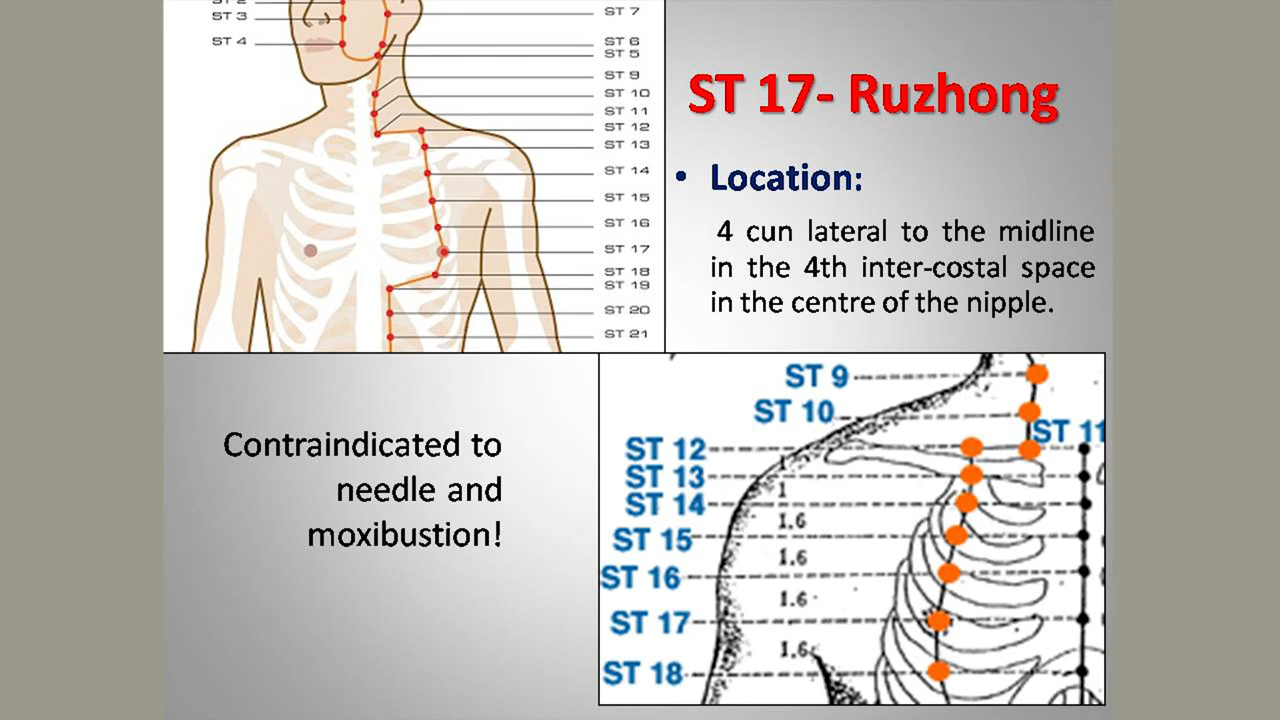 ST 3
ST 4
ST 7
ST 6
ST 5
ST 9
ST 10
ST 11
ST 12
ST 13
ST 14
ST 15
ST 16
ST 17
ST 18
ST 19
ST 20
ST 21
ST 17- Ruzhong
• Location:
4 cun lateral to the midline
in the 4th inter-costal space
in the centre of the nipple.
Contraindicated to
needle and
moxibustion!
ST 9
ST 10
ST 11
ST 12
1
ST 13
1
ST 14
1.6
ST 15
1.6
ST 16
1.6
ST 17
1.6
ST 18